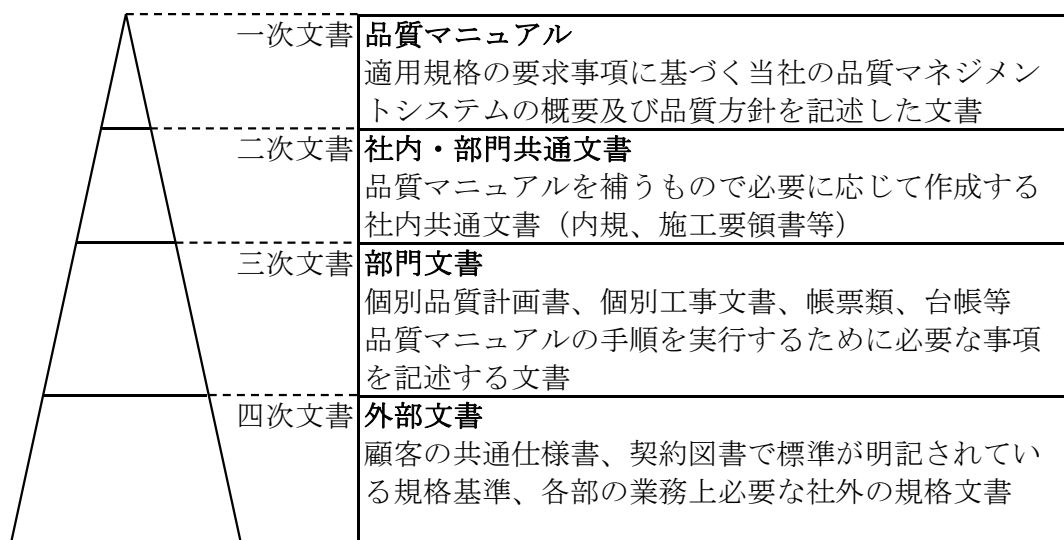 一次文書 品質マニュアル
適用規格の要求事項に基づく当社の品質マネジメン
トシステムの概要及び品質方針を記述した文書
二次文書 社内・部門共通文書
品質マニュアルを補うもので必要に応じて作成する
社内共通文書（内規、施工要領書等）
三次文書 部門文書
個別品質計画書、個別工事文書、帳票類、台帳等
品質マニュアルの手順を実行するために必要な事項
を記述する文書
四次文書 外部文書
顧客の共通仕様書、契約図書で標準が明記されてい
る規格基準、各部の業務上必要な社外の規格文書